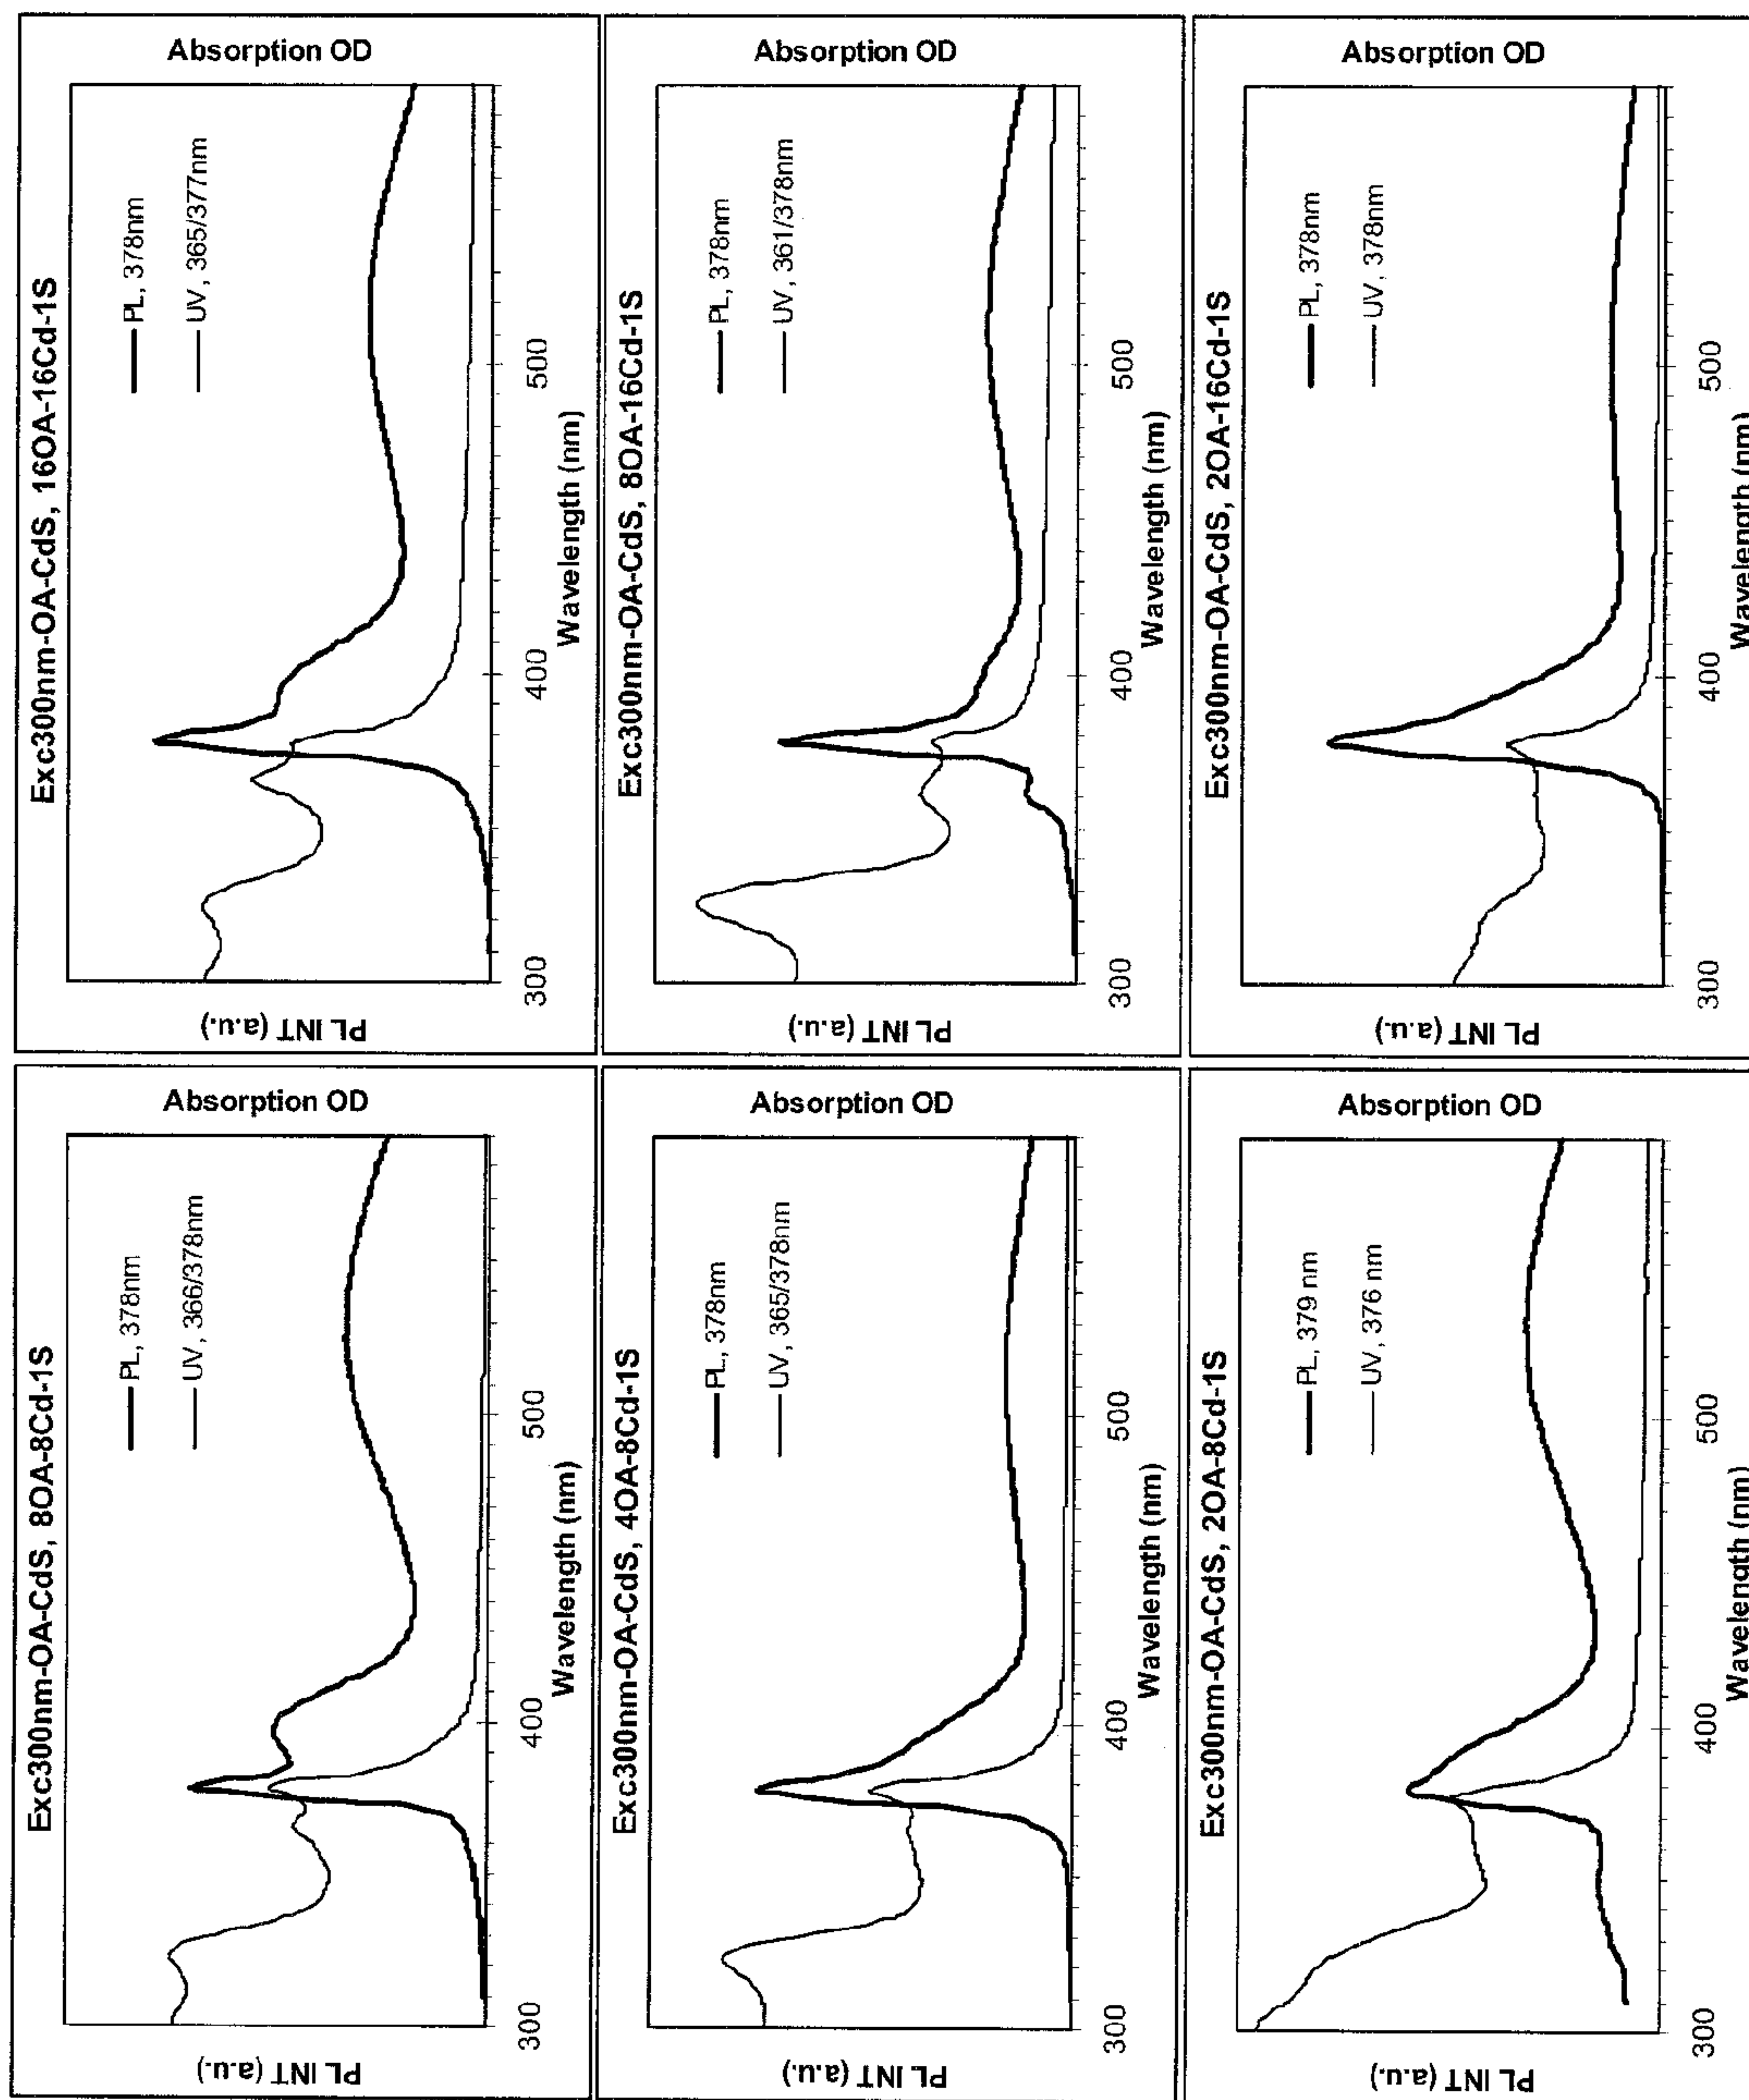 Exc300nm-OA-CdS, 8OA-8Cd-1S
PL INT (a.u.)
PL, 378nm
UV, 366/378nm
Absorption OD
300 400 500
Wavelength (nm)
Exc300nm-OA-CdS, 16OA-16Cd-1S
PL INT (a.u.)
PL, 378nm
UV, 365/377nm
Absorption OD
300 400 500
Wavelength (nm)
Exc300nm-OA-CdS, 4OA-8Cd-1S
PL INT (a.u.)
PL, 378nm
UV, 365/378nm
Absorption OD
300 400 500
Wavelength (nm)
Exc300nm-OA-CdS, 8OA-16Cd-1S
PL INT (a.u.)
PL, 378nm
UV, 361/378nm
Absorption OD
300 400 500
Wavelength (nm)
Exc300nm-OA-CdS, 2OA-8Cd-1S
PL INT (a.u.)
PL, 379 nm
UV, 376 nm
Absorption OD
300 400 500
Wavelength (nm)
Exc300nm-OA-CdS, 2OA-16Cd-1S
PL INT (a.u.)
PL, 378nm
UV, 378nm
Absorption OD
300 400 500
Wavelength (nm)